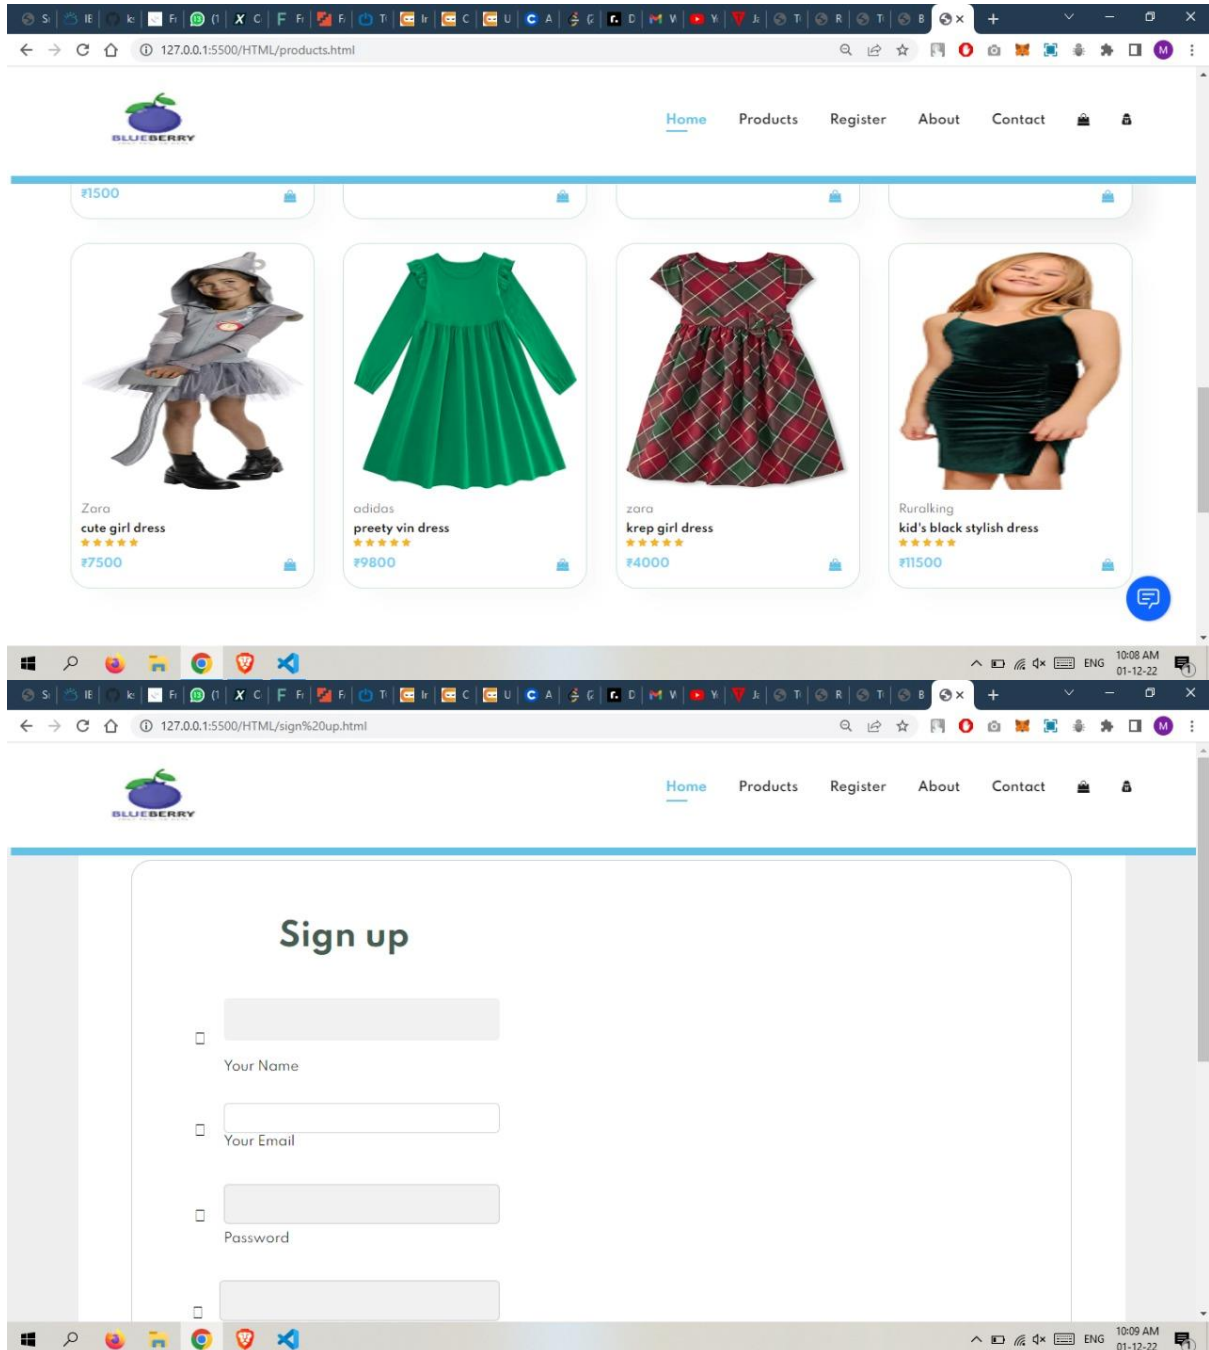 127.0.0.1:5500/HTML/products.html
M
BLUEBERRY
Home Products Register About Contact
₹1500
Zara
cute girl dress
₹7500
adidas
preety vin dress
₹9800
zara
krep girl dress
₹4000
Ruralking
kid's black stylish dress
₹11500
ENG
10:08 AM
01-12-22
127.0.0.1:5500/HTML/sign%20up.html
M
BLUEBERRY
Home Products Register About Contact
Sign up
Your Name
Your Email
Password
ENG
10:09 AM
01-12-22